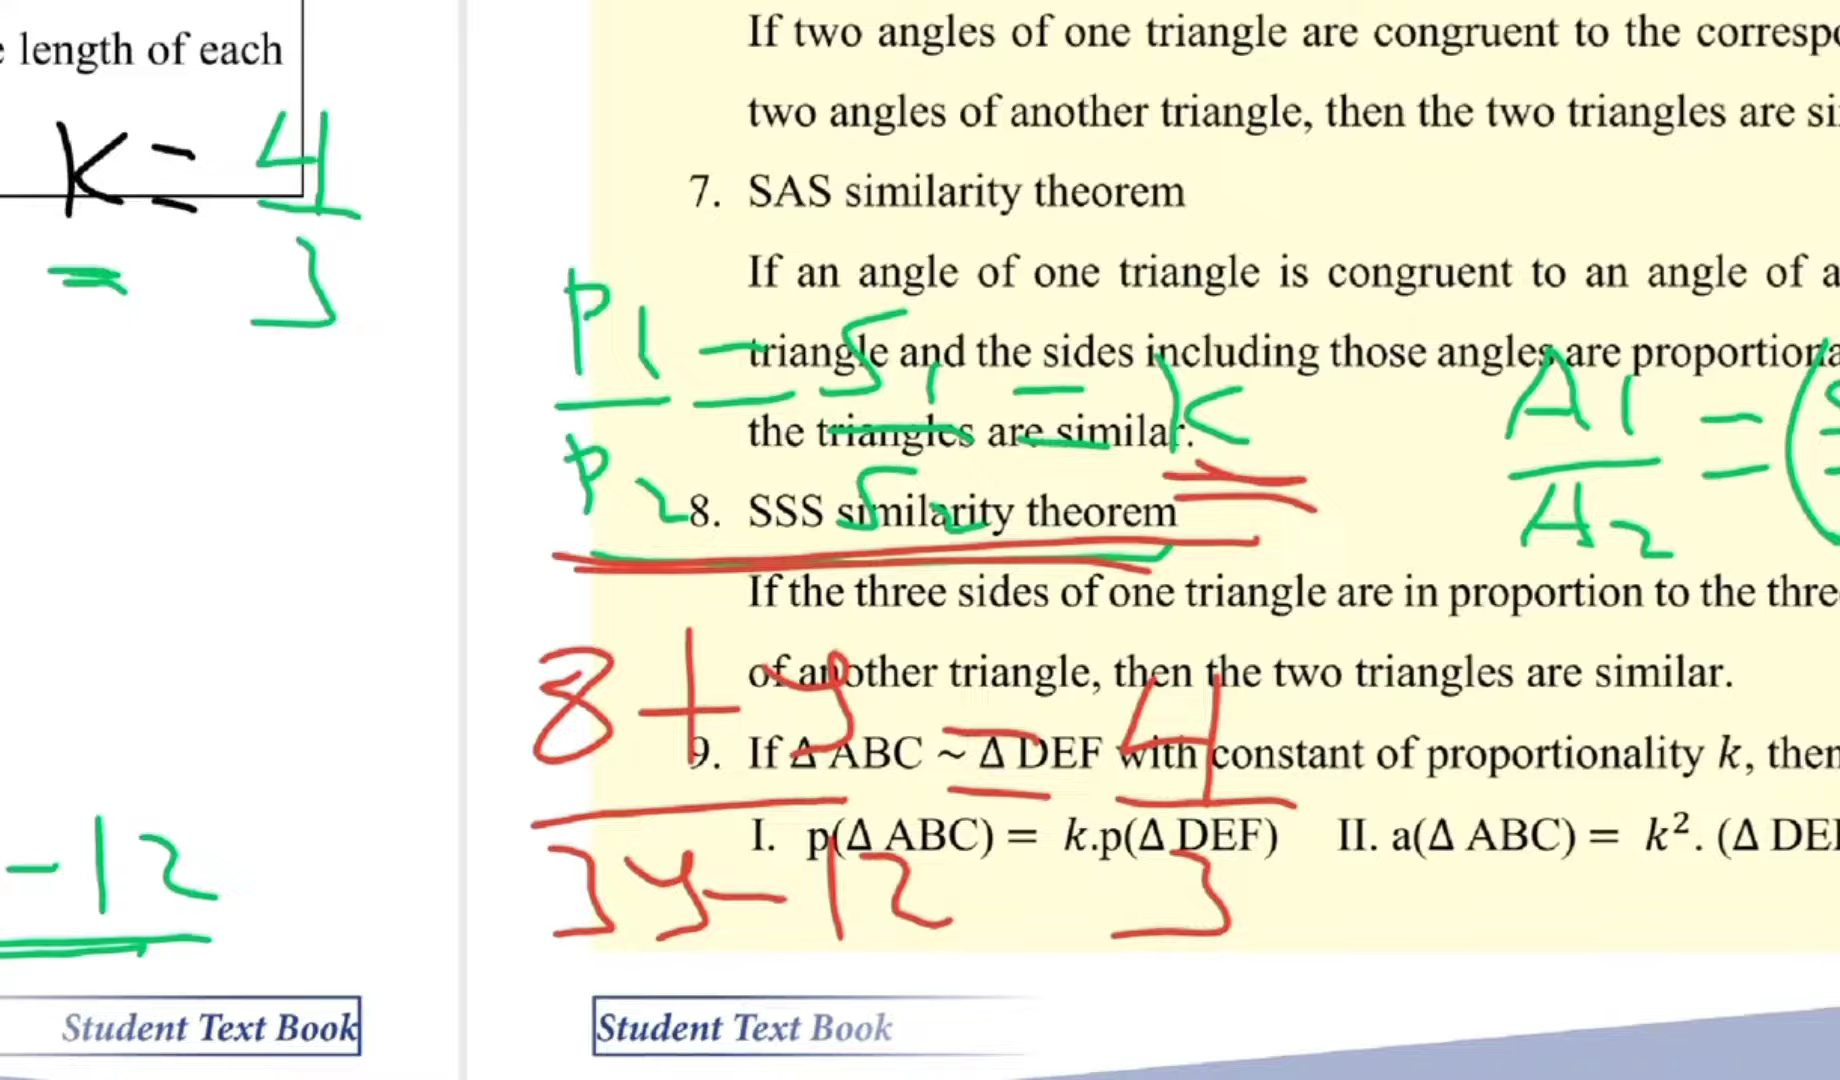 length of each
K = 4
= 3
-12
Student Text Book
If two angles of one triangle are congruent to the
two angles of another triangle, then the two triangles are
7. SAS similarity theorem
If an angle of one triangle is congruent to an angle of a
triangle and the sides including those angles are
the triangles are similar.
P1 = S1 = K
P2 S2
A1 =
A2
8. SSS similarity theorem
If the three sides of one triangle are in proportion to the
of another triangle, then the two triangles are similar.
8+y = 4
9. If Δ ABC ~ Δ DEF with constant of proportionality k, then
I. p(Δ ABC) = k.p(Δ DEF) II. a(Δ ABC) = k². (Δ
3y-12 3
Student Text Book